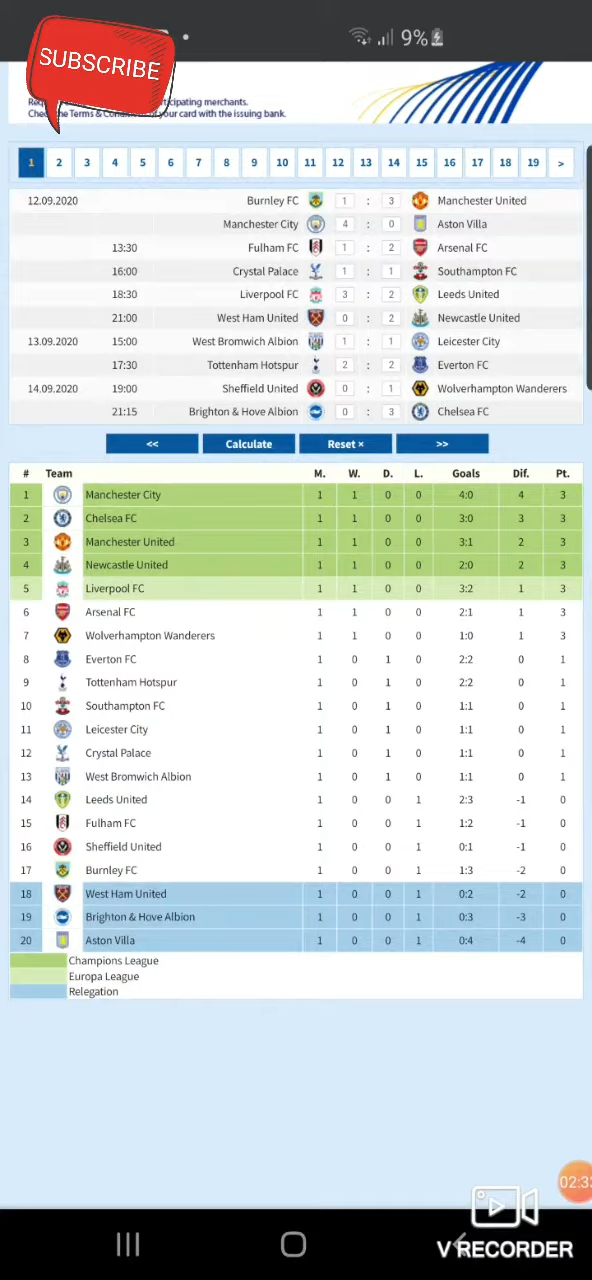 9%
SUBSCRIBE
ticipating merchants.
Terms & your card with the issuing bank.
1 2 3 4 5 6 7 8 9 10 11 12 13 14 15 16 17 18 19 >
12.09.2020 Burnley FC 1 : 3 Manchester United
Manchester City 4 : 0 Aston Villa
13:30 Fulham FC 1 : 2 Arsenal FC
16:00 Crystal Palace 1 : 1 Southampton FC
18:30 Liverpool FC 3 : 2 Leeds United
21:00 West Ham United 0 : 2 Newcastle United
13.09.2020 15:00 West Bromwich Albion 1 : 1 Leicester City
17:30 Tottenham Hotspur 2 : 2 Everton FC
14.09.2020 19:00 Sheffield United 0 : 1 Wolverhampton Wanderers
21:15 Brighton & Hove Albion 0 : 3 Chelsea FC
<< Calculate Reset × >>
# Team M. W. D. L. Goals Dif. Pt.
1 Manchester City 1 1 0 0 4:0 4 3
2 Chelsea FC 1 1 0 0 3:0 3 3
3 Manchester United 1 1 0 0 3:1 2 3
4 Newcastle United 1 1 0 0 2:0 2 3
5 Liverpool FC 1 1 0 0 3:2 1 3
6 Arsenal FC 1 1 0 0 2:1 1 3
7 Wolverhampton Wanderers 1 1 0 0 1:0 1 3
8 Everton FC 1 0 1 0 2:2 0 1
9 Tottenham Hotspur 1 0 1 0 2:2 0 1
10 Southampton FC 1 0 1 0 1:1 0 1
11 Leicester City 1 0 1 0 1:1 0 1
12 Crystal Palace 1 0 1 0 1:1 0 1
13 West Bromwich Albion 1 0 1 0 1:1 0 1
14 Leeds United 1 0 0 1 2:3 -1 0
15 Fulham FC 1 0 0 1 1:2 -1 0
16 Sheffield United 1 0 0 1 0:1 -1 0
17 Burnley FC 1 0 0 1 1:3 -2 0
18 West Ham United 1 0 0 1 0:2 -2 0
19 Brighton & Hove Albion 1 0 0 1 0:3 -3 0
20 Aston Villa 1 0 0 1 0:4 -4 0
Champions League
Europa League
Relegation
02:33
V RECORDER